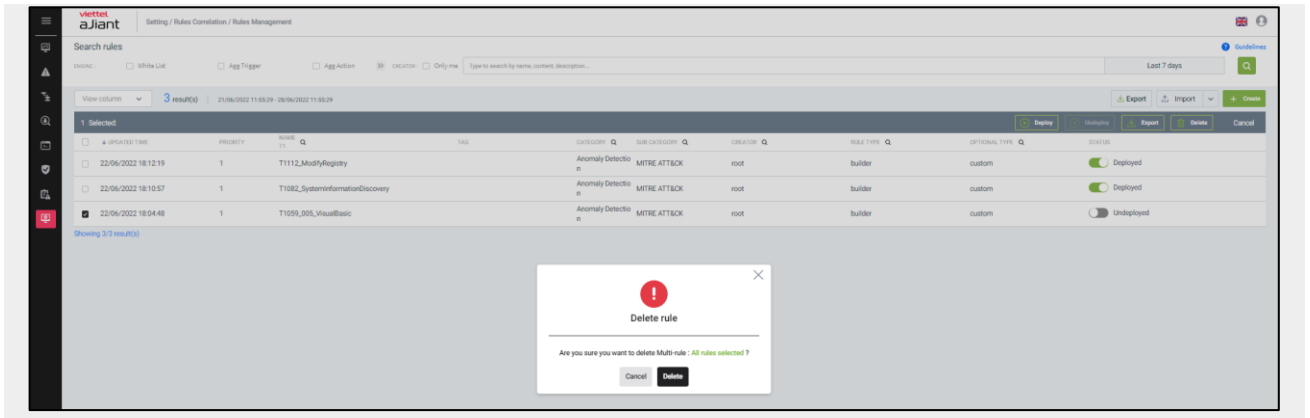 viettel
aJiant
Setting / Rules Correlation / Rules Management
Search rules
Guidelines
ENGINE : White List Agg Trigger Agg Action CREATOR : Only me Type to search by name, content, description... Last 7 days
View column 3 result(s) 21/06/2022 11:55:29 - 28/06/2022 11:55:29 Export Import + Create
1 Selected: Deploy Undeploy Export Delete Cancel
UPDATED TIME PRIORITY NAME T1 TAG CATEGORY SUB CATEGORY CREATOR RULE TYPE OPTIONAL TYPE STATUS
22/06/2022 18:12:19 1 T1112_ModifyRegistry Anomaly Detectio n MITRE ATT&CK root builder custom Deployed
22/06/2022 18:10:57 1 T1082_SystemInformationDiscovery Anomaly Detectio n MITRE ATT&CK root builder custom Deployed
22/06/2022 18:04:48 1 T1059_005_VisualBasic Anomaly Detectio n MITRE ATT&CK root builder custom Undeployed
Showing 3/3 result(s)
Delete rule
Are you sure you want to delete Multi-rule : All rules selected ?
Cancel Delete